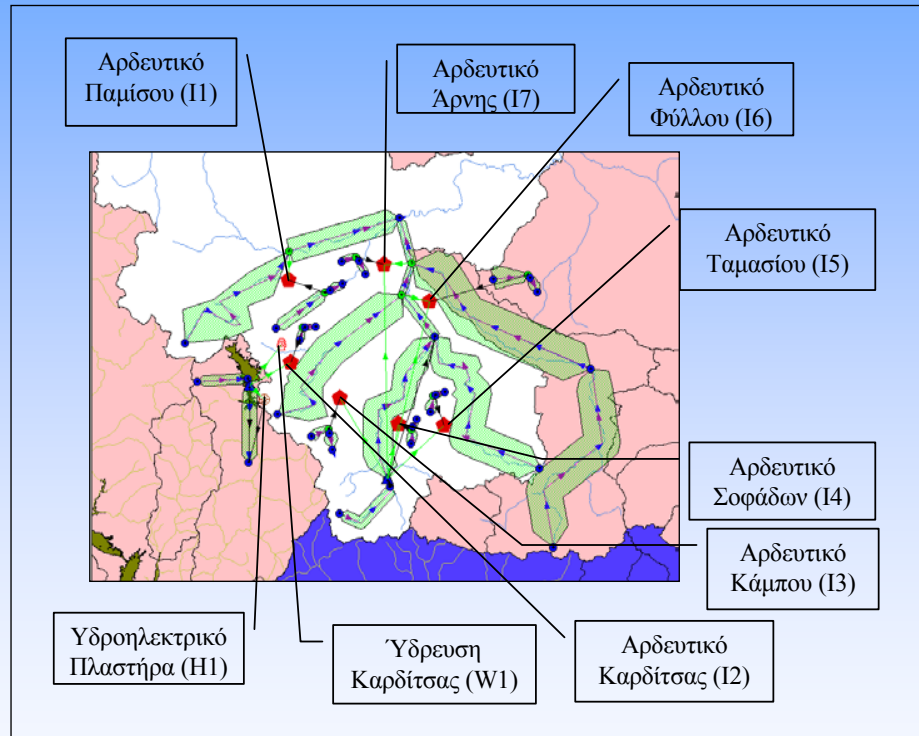 Αρδευτικό
Παμίσου (Ι1)
Αρδευτικό
Άρνης (Ι7)
Αρδευτικό
Φύλλου (Ι6)
Αρδευτικό
Ταμασίου (Ι5)
Αρδευτικό
Σοφάδων (Ι4)
Αρδευτικό
Κάμπου (Ι3)
Υδροηλεκτρικό
Πλαστήρα (Η1)
Ύδρευση
Καρδίτσας (W1)
Αρδευτικό
Καρδίτσας (Ι2)